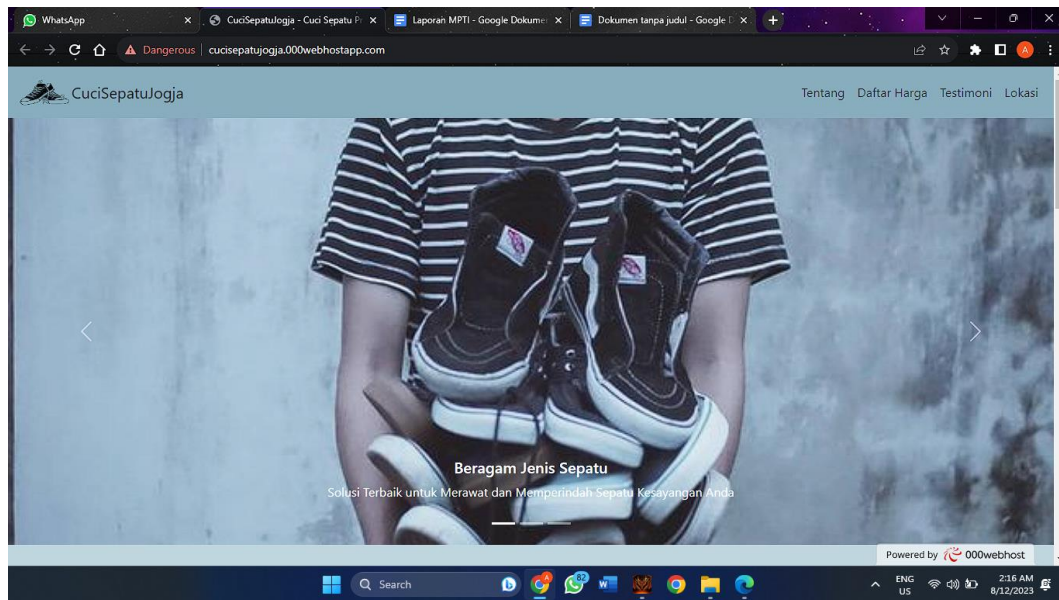 WhatsApp
CuciSepatuJogja - Cuci Sepatu Pr
Laporan MPTI - Google Dokumen
Dokumen tanpa judul - Google D
Dangerous
cucisepatujogja.000webhostapp.com
A
CuciSepatuJogja
Tentang Daftar Harga Testimoni Lokasi
Beragam Jenis Sepatu
Solusi Terbaik untuk Merawat dan Memperindah Sepatu Kesayangan Anda
Powered by 000webhost
Search
82
ENG
US
2:16 AM
8/12/2023